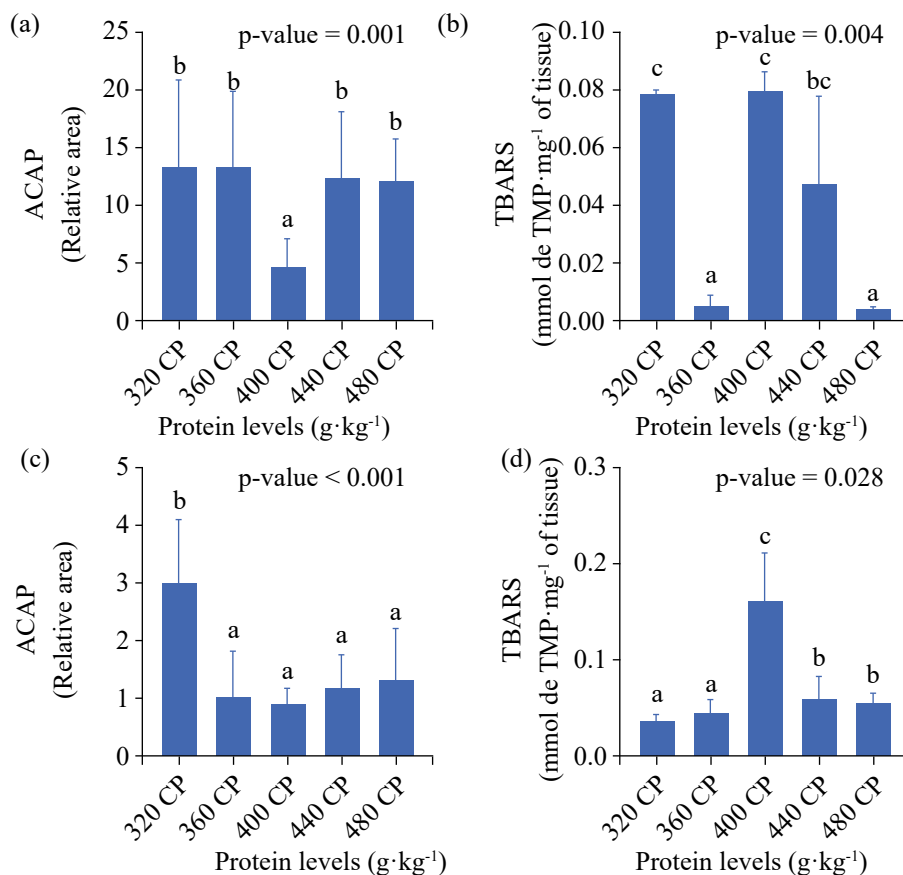 (a)
p-value = 0.001
ACAP
(Relative area)
25
20
15
10
5
0
b
b
a
b
b
320 CP
360 CP
400 CP
440 CP
480 CP
Protein levels (g·kg⁻¹)
(b)
p-value = 0.004
TBARS
(mmol de TMP·mg⁻¹ of tissue)
0.10
0.08
0.06
0.04
0.02
0.00
c
a
c
bc
a
320 CP
360 CP
400 CP
440 CP
480 CP
Protein levels (g·kg⁻¹)
(c)
p-value < 0.001
ACAP
(Relative area)
5
4
3
2
1
0
b
a
a
a
a
320 CP
360 CP
400 CP
440 CP
480 CP
Protein levels (g·kg⁻¹)
(d)
p-value = 0.028
TBARS
(mmol de TMP·mg⁻¹ of tissue)
0.3
0.2
0.1
0.0
a
a
c
b
b
320 CP
360 CP
400 CP
440 CP
480 CP
Protein levels (g·kg⁻¹)